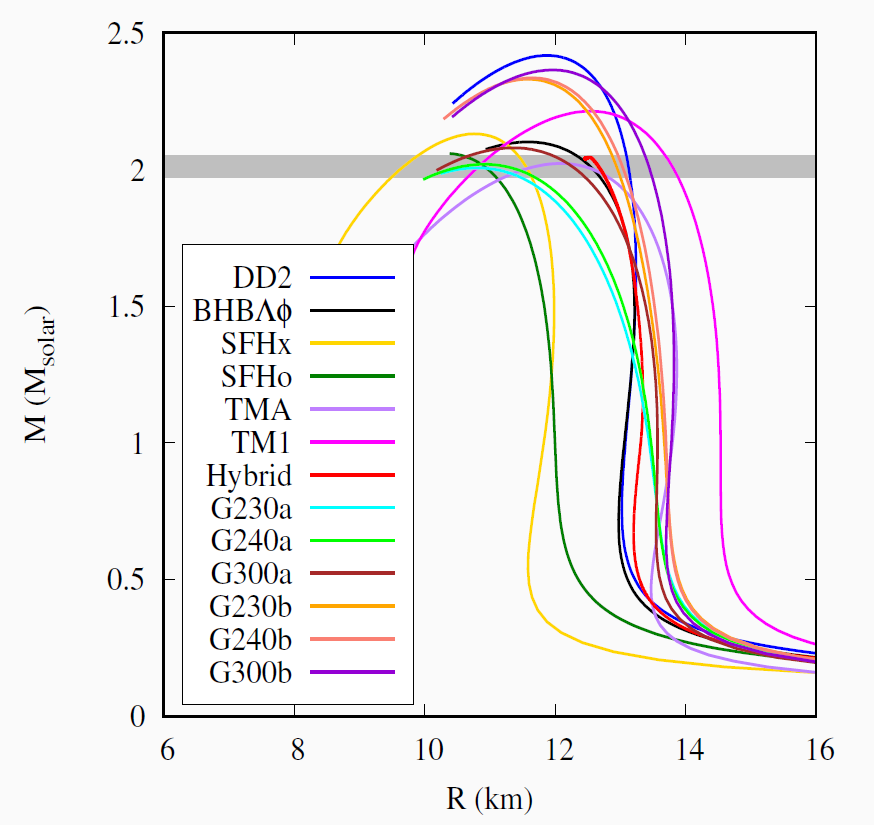 2.5
2
1.5
1
0.5
0
M (M_solar)
DD2
BHBΛϕ
SFHx
SFHo
TMA
TM1
Hybrid
G230a
G240a
G300a
G230b
G240b
G300b
6 8 10 12 14 16
R (km)